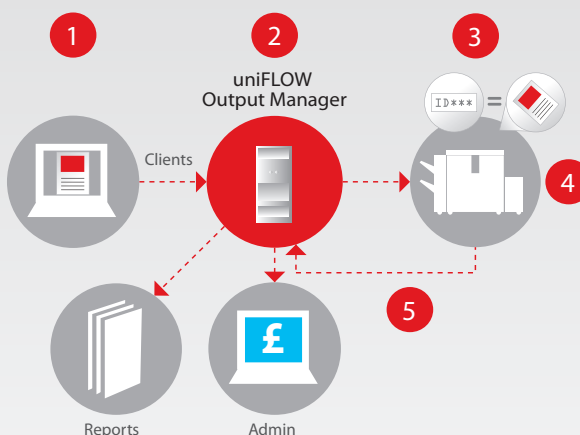 1
2
3
uniFLOW
Output Manager
ID***
=
Clients
4
5
£
Reports
Admin